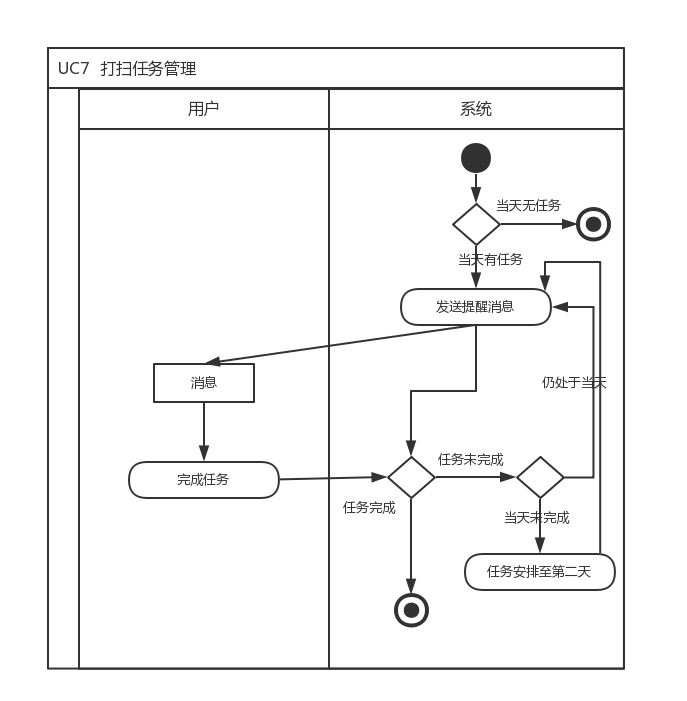 UC7 打扫任务管理
用户
系统
当天无任务
当天有任务
发送提醒消息
消息
仍处于当天
任务未完成
完成任务
任务完成
当天未完成
任务安排至第二天